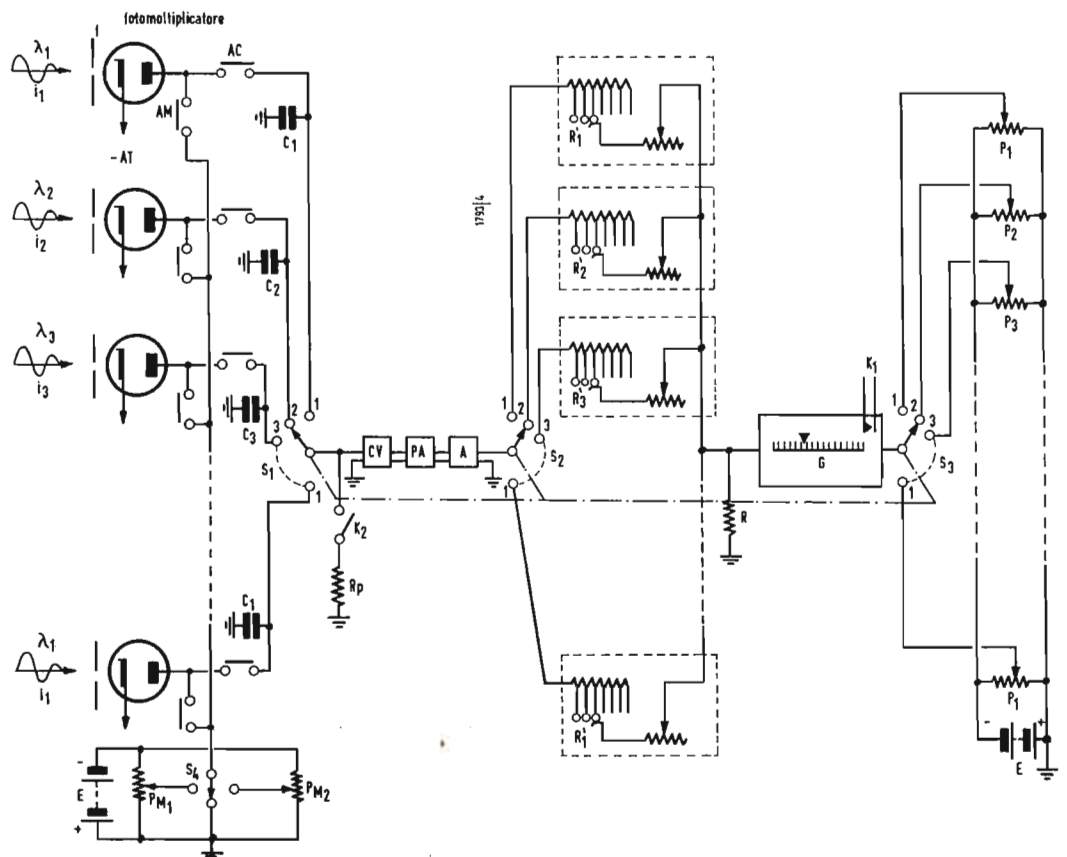 fotomoltiplicatore
λ1
i1
1
AC
AM
C1
-AT
λ2
i2
C2
λ3
i3
C3
1
2
3
S1
1
K2
Rp
CV
PA
A
1793|4
R'1
R'2
R'3
1
2
3
S2
1
R
G
K1
1
2
3
S3
1
P1
P2
P3
λ1
i1
C1
R'1
P1
-
+
E
-
E
+
PM1
S4
PM2